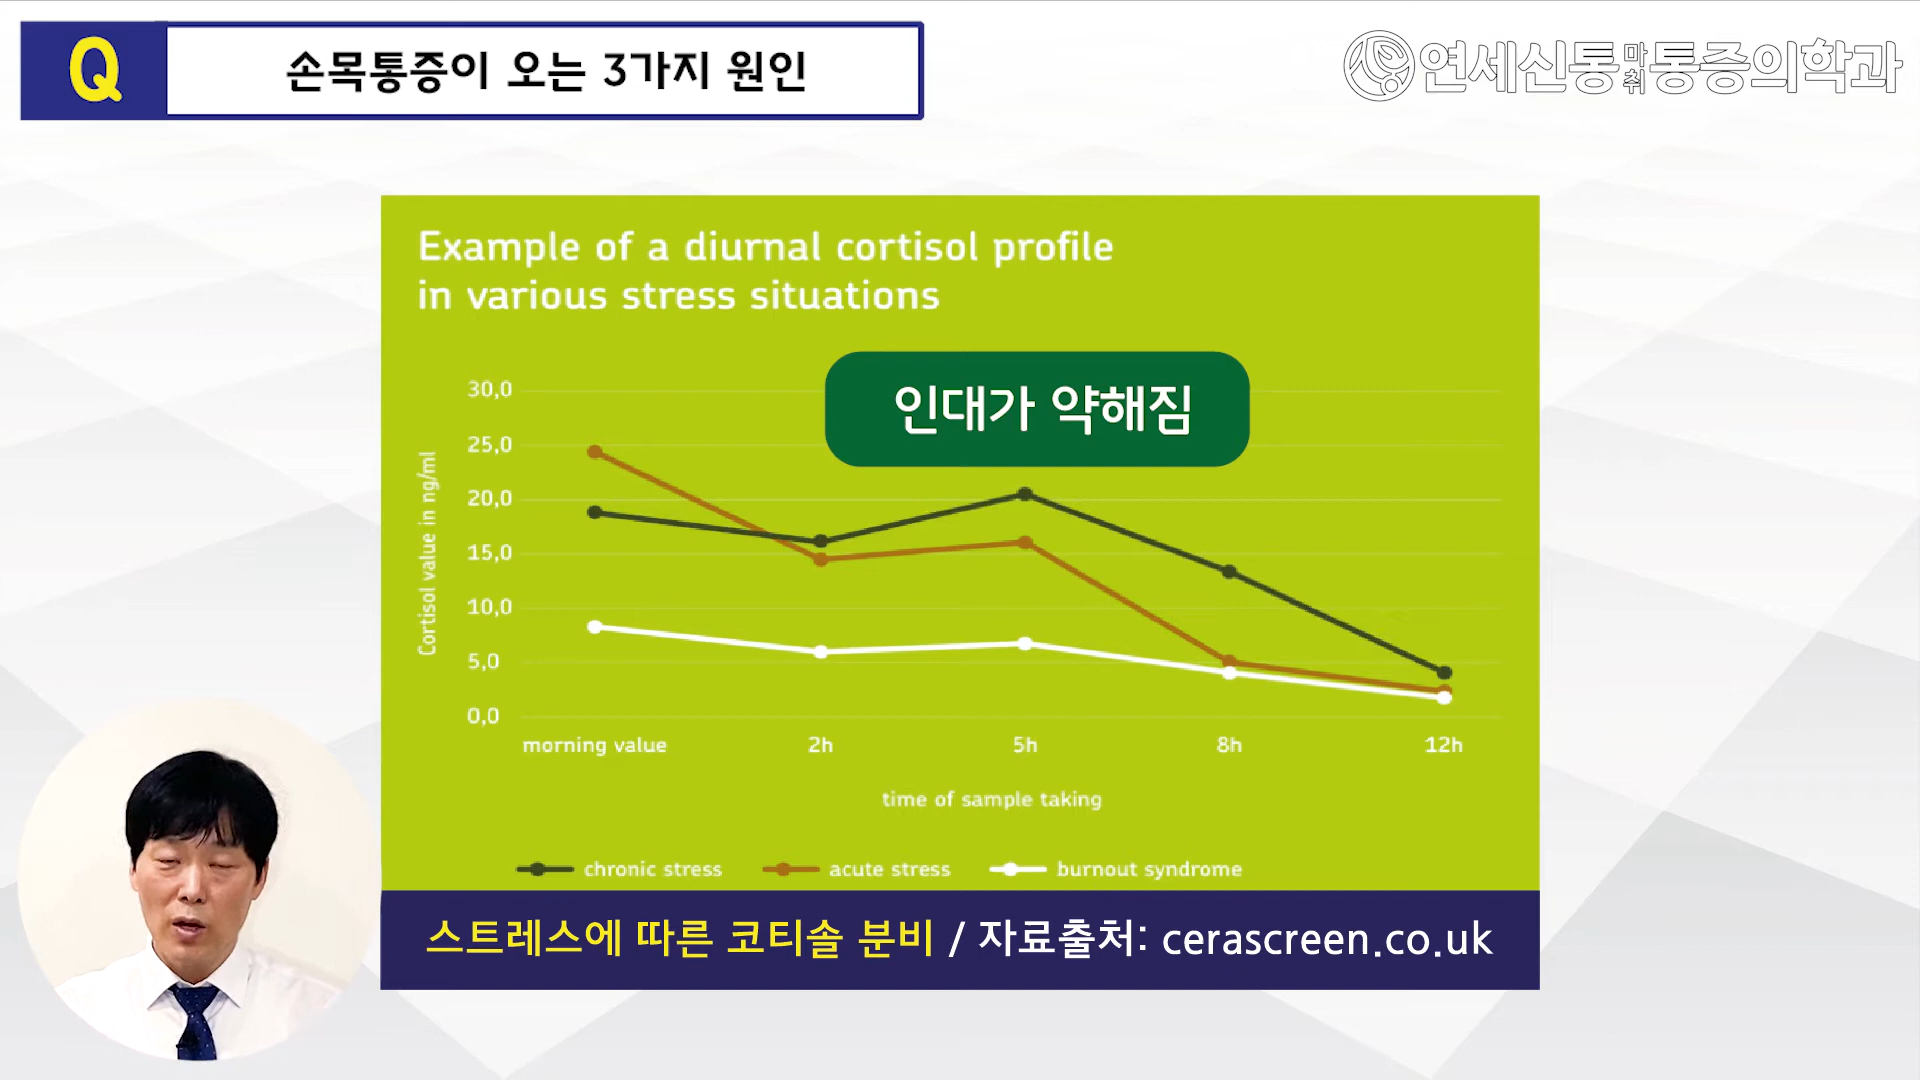 Q
손목통증이 오는 3가지 원인
연세신통마취통증의학과
Example of a diurnal cortisol profile
in various stress situations
인대가 약해짐
Cortisol value in ng/ml
30,0
25,0
20,0
15,0
10,0
5,0
0,0
morning value 2h 5h 8h 12h
time of sample taking
chronic stress acute stress burnout syndrome
스트레스에 따른 코티솔 분비 / 자료출처: cerascreen.co.uk